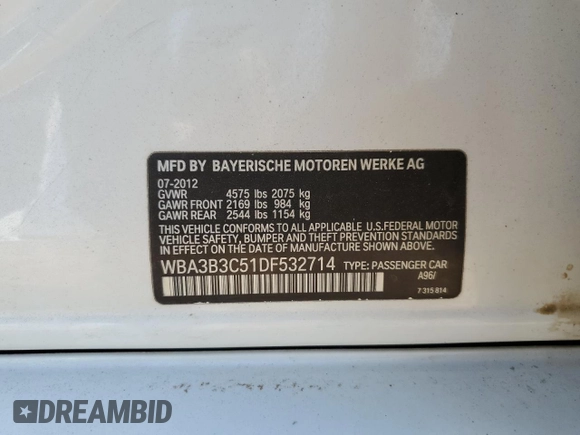 MFD BY BAYERISCHE MOTOREN WERKE AG
07-2012
GVWR 4575 lbs 2075 kg
GAWR FRONT 2169 lbs 984 kg
GAWR REAR 2544 lbs 1154 kg
THIS VEHICLE CONFORMS TO ALL APPLICABLE U.S.FEDERAL MOTOR
VEHICLE SAFETY, BUMPER AND THEFT PREVENTION STANDARDS IN
EFFECT ON THE DATE OF MANUFACTURE SHOWN ABOVE.
WBA3B3C51DF532714 TYPE: PASSENGER CAR
A96/
7 315 814
DREAMBID